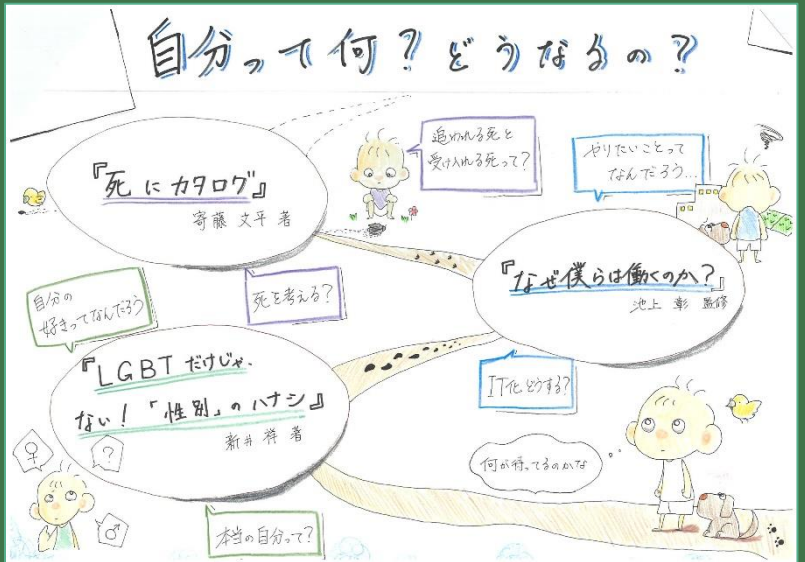 自分って何？どうなるの？
『死にカタログ』
寄藤 文平 著
追われる死と
受け入れる死って？
やりたいことって
なんだろう…
自分の
好きってなんだろう
死を考える？
『なぜ僕らは働くのか？』
池上 彰 監修
『LGBTだけじゃ
ない！「性別」のハナシ』
新井 祥 著
IT化どうする？
何が待ってるのかな
♀
？
♂
本当の自分って？